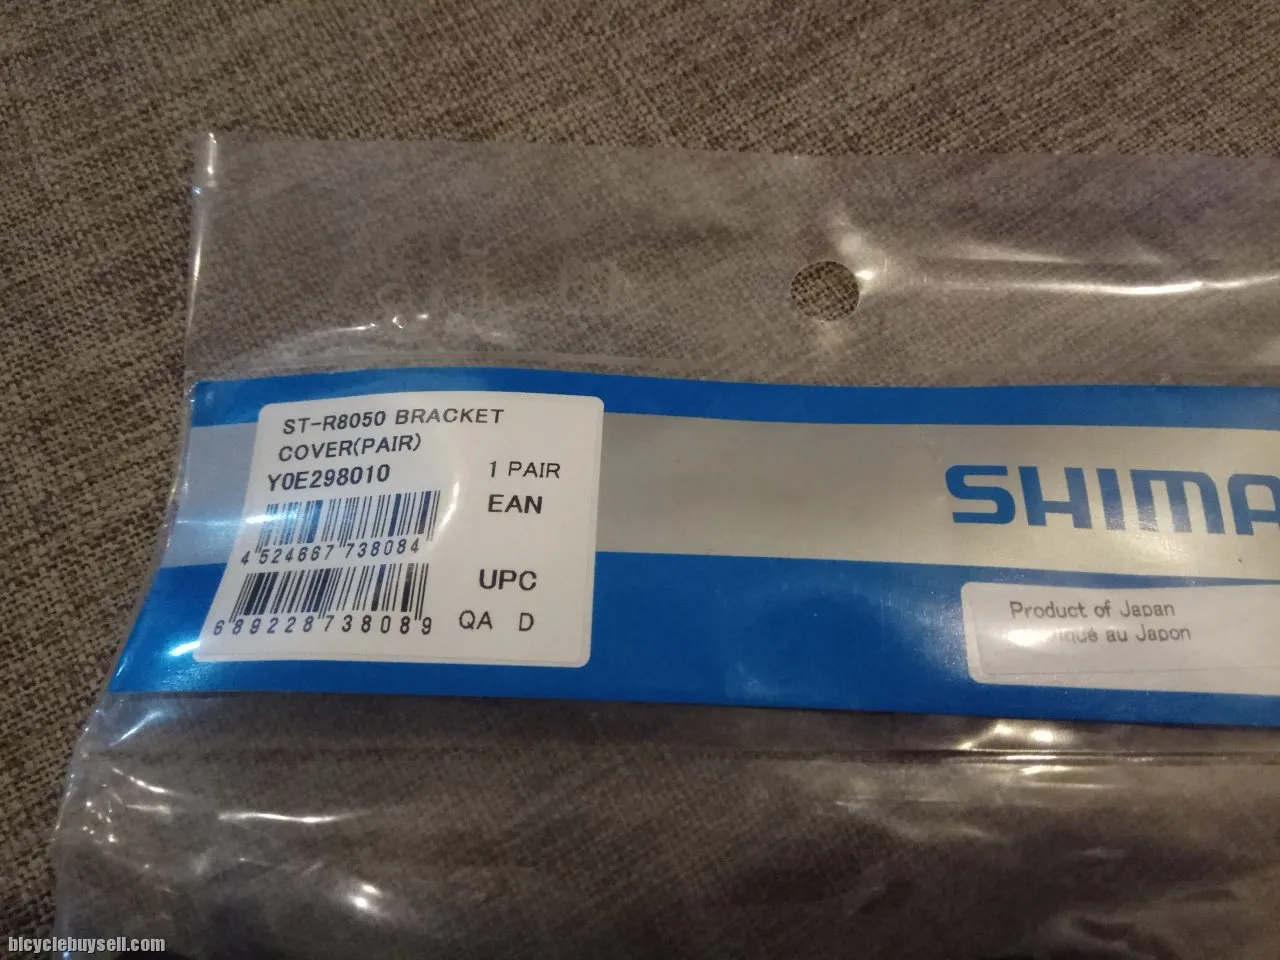 ST-R8050 BRACKET
COVER(PAIR)
Y0E298010
1 PAIR
EAN
4 524667 738084
UPC
6 89228 73808 9
QA D
SHIMA
Product of Japan
au Japon
bicyclebuysell.com